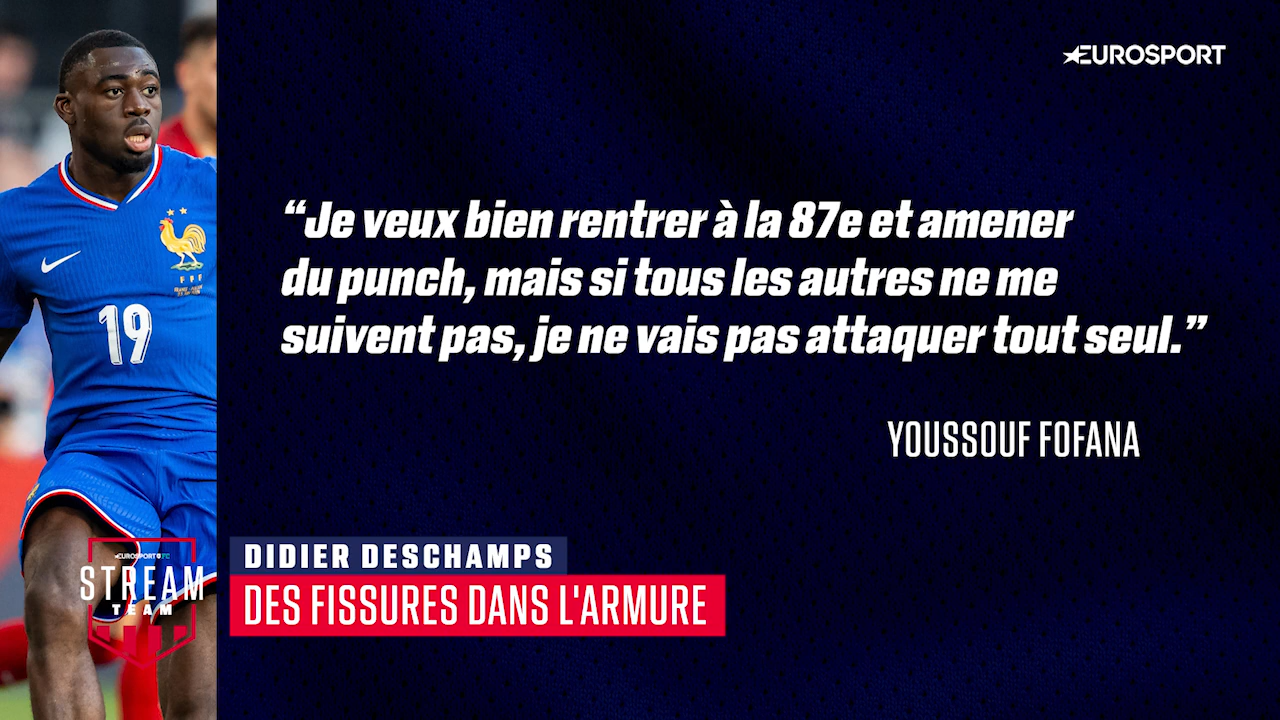 EUROSPORT
“Je veux bien rentrer à la 87e et amener
du punch, mais si tous les autres ne me
suivent pas, je ne vais pas attaquer tout seul.”
YOUSSOUF FOFANA
19
DIDIER DESCHAMPS
DES FISSURES DANS L'ARMURE
EUROSPORT FC
STREAM
TEAM